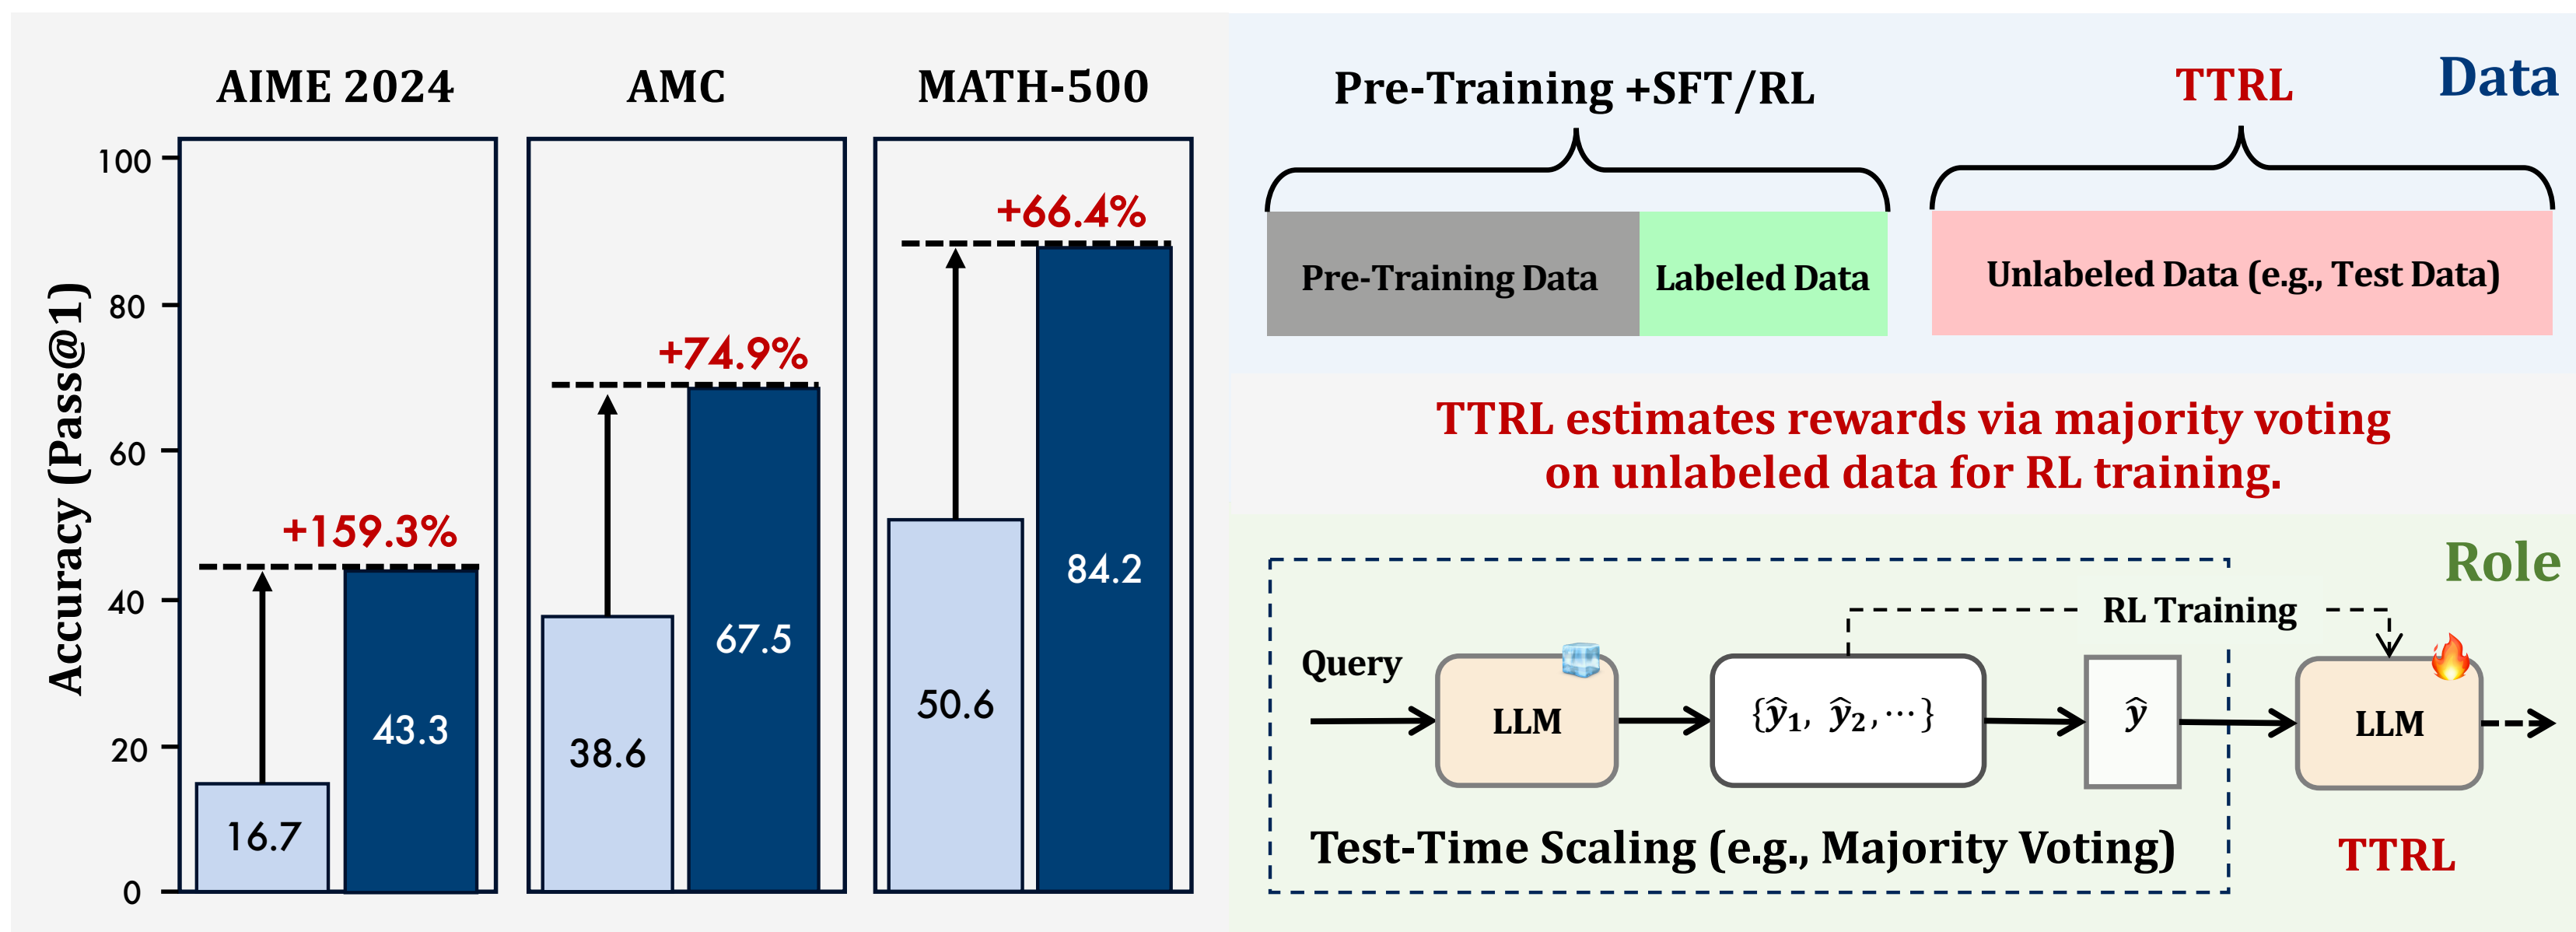 AIME 2024
AMC
MATH-500
Accuracy (Pass@1)
100
80
60
40
20
0
+159.3%
16.7
43.3
+74.9%
38.6
67.5
+66.4%
50.6
84.2
Data
Pre-Training +SFT/RL
TTRL
Pre-Training Data
Labeled Data
Unlabeled Data (e.g., Test Data)
TTRL estimates rewards via majority voting
on unlabeled data for RL training.
Role
RL Training
Query
LLM
{ŷ₁, ŷ₂, ⋯}
ŷ
LLM
Test-Time Scaling (e.g., Majority Voting)
TTRL